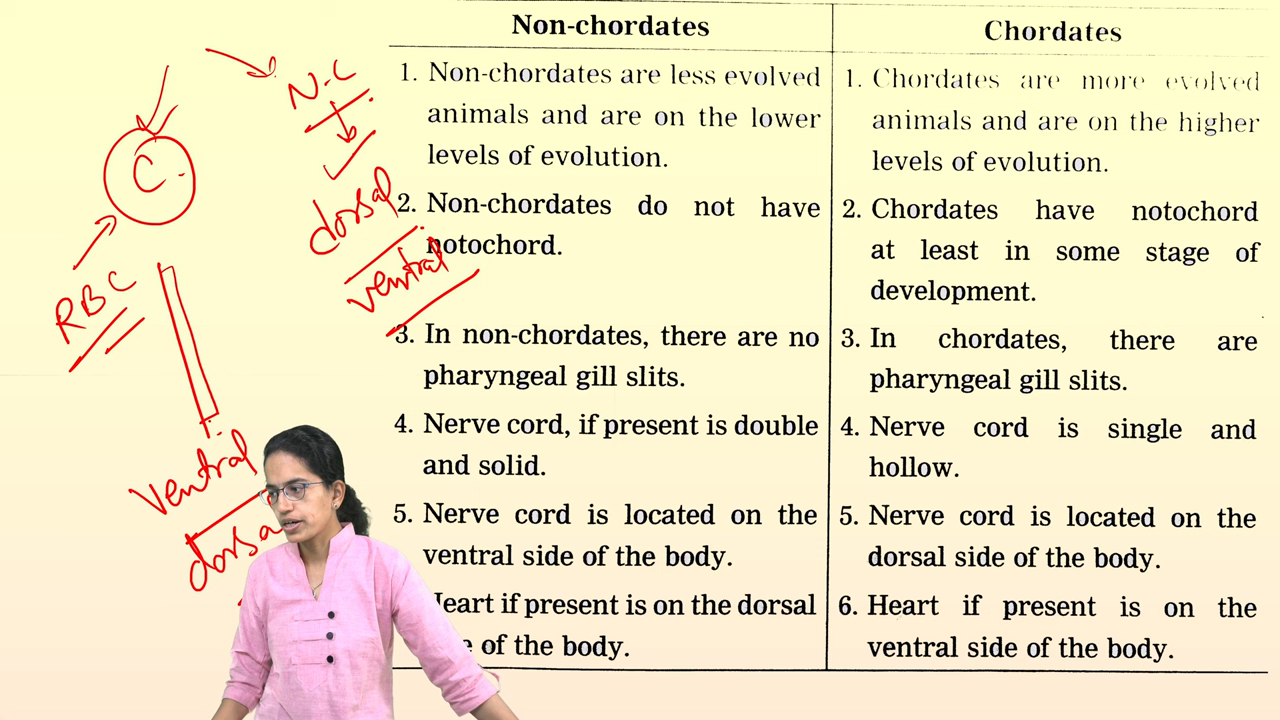 Non-chordates
Chordates
1. Non-chordates are less evolved
animals and are on the lower
levels of evolution.
1. Chordates are more evolved
animals and are on the higher
levels of evolution.
2. Non-chordates do not have
notochord.
2. Chordates have notochord
at least in some stage of
development.
3. In non-chordates, there are no
pharyngeal gill slits.
3. In chordates, there are
pharyngeal gill slits.
4. Nerve cord, if present is double
and solid.
4. Nerve cord is single and
hollow.
5. Nerve cord is located on the
ventral side of the body.
5. Nerve cord is located on the
dorsal side of the body.
Heart if present is on the dorsal
of the body.
6. Heart if present is on the
ventral side of the body.
N.C
dorsal
ventral
C
RBC
ventral
dorsal